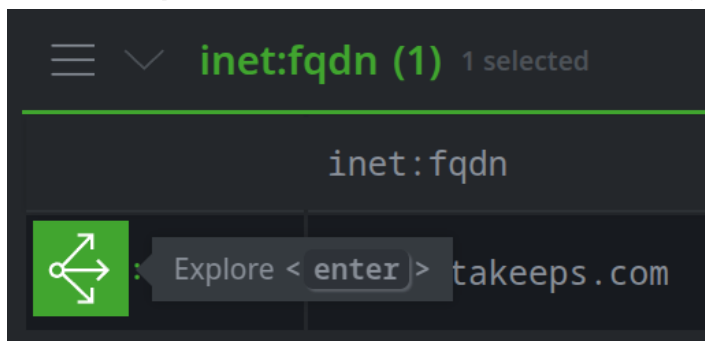 inet:fqdn (1) 1 selected
inet:fqdn
Explore <enter> takeeps.com